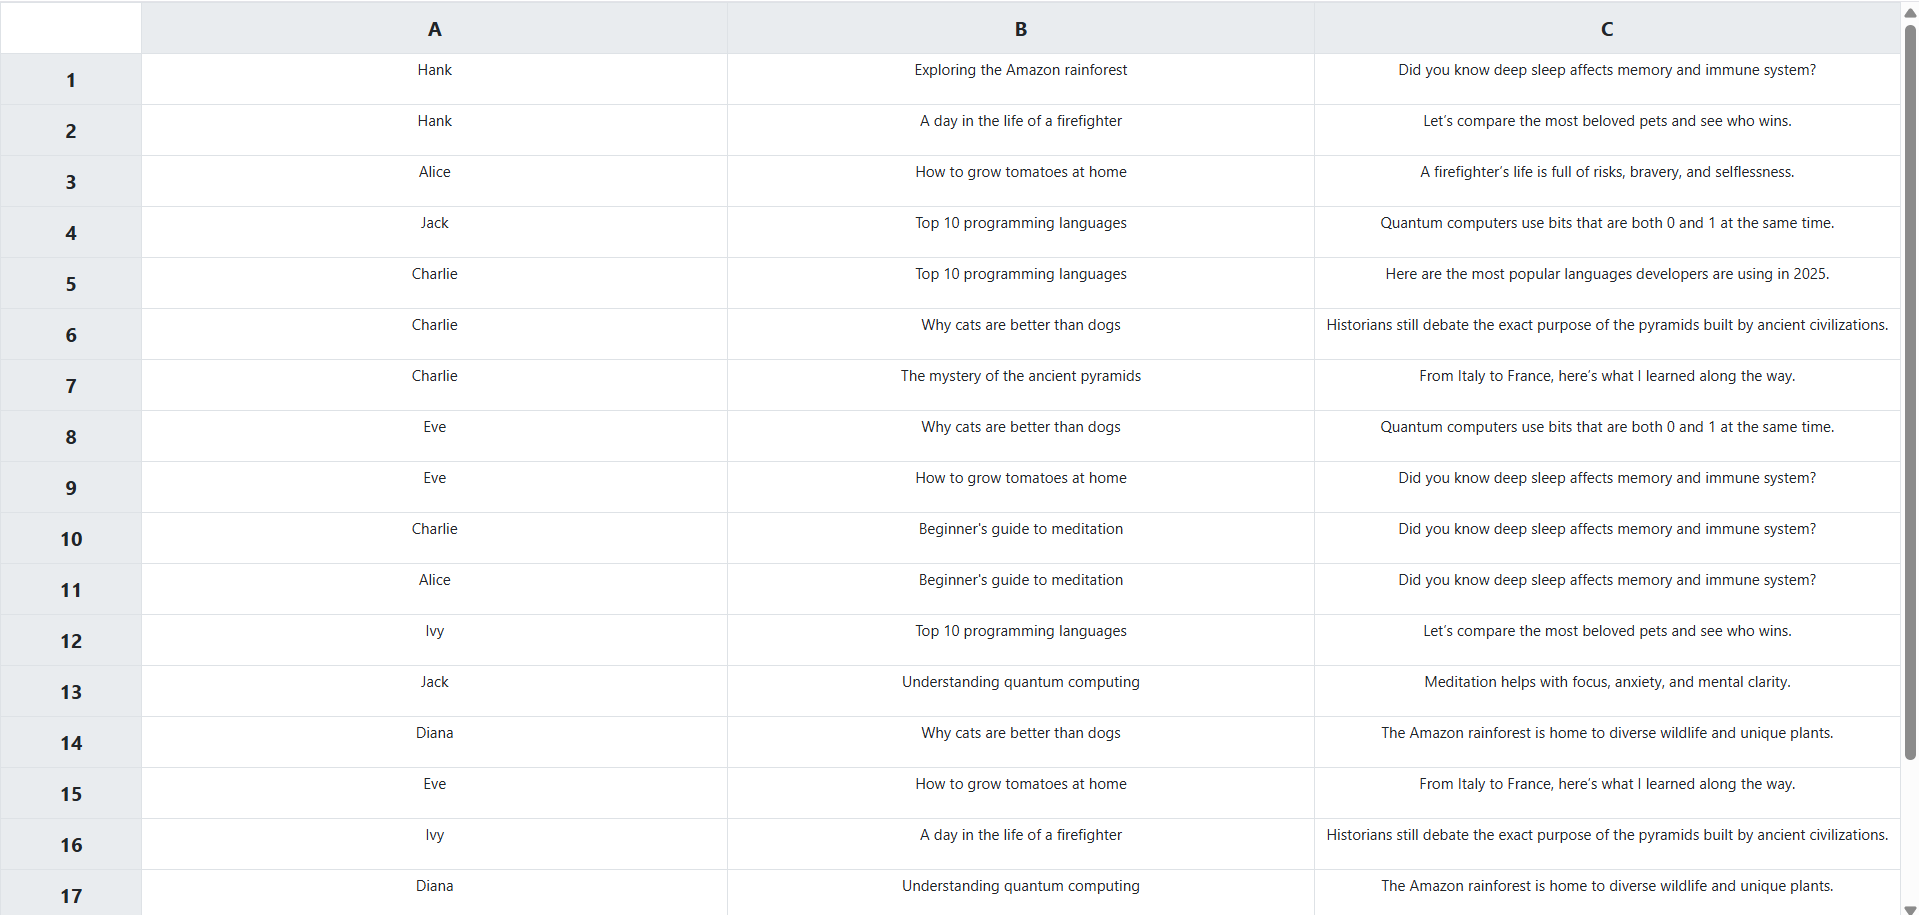 A B C
1 Hank Exploring the Amazon rainforest Did you know deep sleep affects memory and immune system?
2 Hank A day in the life of a firefighter Let’s compare the most beloved pets and see who wins.
3 Alice How to grow tomatoes at home A firefighter’s life is full of risks, bravery, and selflessness.
4 Jack Top 10 programming languages Quantum computers use bits that are both 0 and 1 at the same time.
5 Charlie Top 10 programming languages Here are the most popular languages developers are using in 2025.
6 Charlie Why cats are better than dogs Historians still debate the exact purpose of the pyramids built by ancient civilizations.
7 Charlie The mystery of the ancient pyramids From Italy to France, here’s what I learned along the way.
8 Eve Why cats are better than dogs Quantum computers use bits that are both 0 and 1 at the same time.
9 Eve How to grow tomatoes at home Did you know deep sleep affects memory and immune system?
10 Charlie Beginner's guide to meditation Did you know deep sleep affects memory and immune system?
11 Alice Beginner's guide to meditation Did you know deep sleep affects memory and immune system?
12 Ivy Top 10 programming languages Let’s compare the most beloved pets and see who wins.
13 Jack Understanding quantum computing Meditation helps with focus, anxiety, and mental clarity.
14 Diana Why cats are better than dogs The Amazon rainforest is home to diverse wildlife and unique plants.
15 Eve How to grow tomatoes at home From Italy to France, here’s what I learned along the way.
16 Ivy A day in the life of a firefighter Historians still debate the exact purpose of the pyramids built by ancient civilizations.
17 Diana Understanding quantum computing The Amazon rainforest is home to diverse wildlife and unique plants.